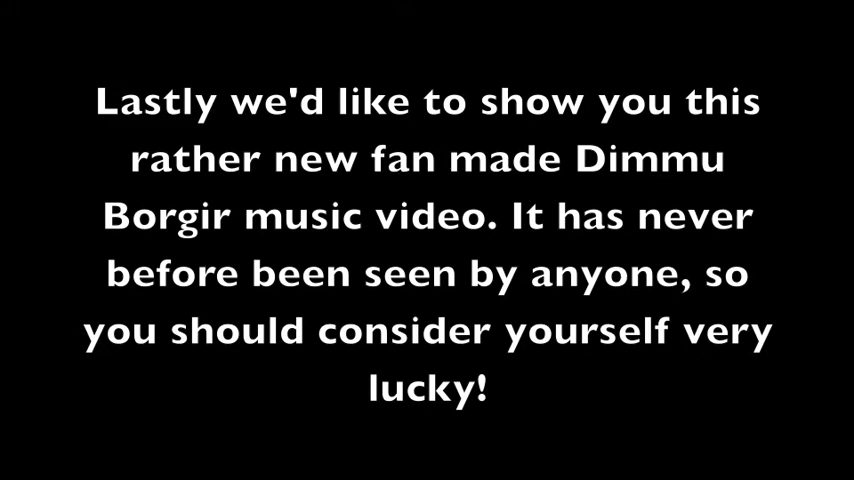 Lastly we'd like to show you this
rather new fan made Dimmu
Borgir music video. It has never
before been seen by anyone, so
you should consider yourself very
lucky!